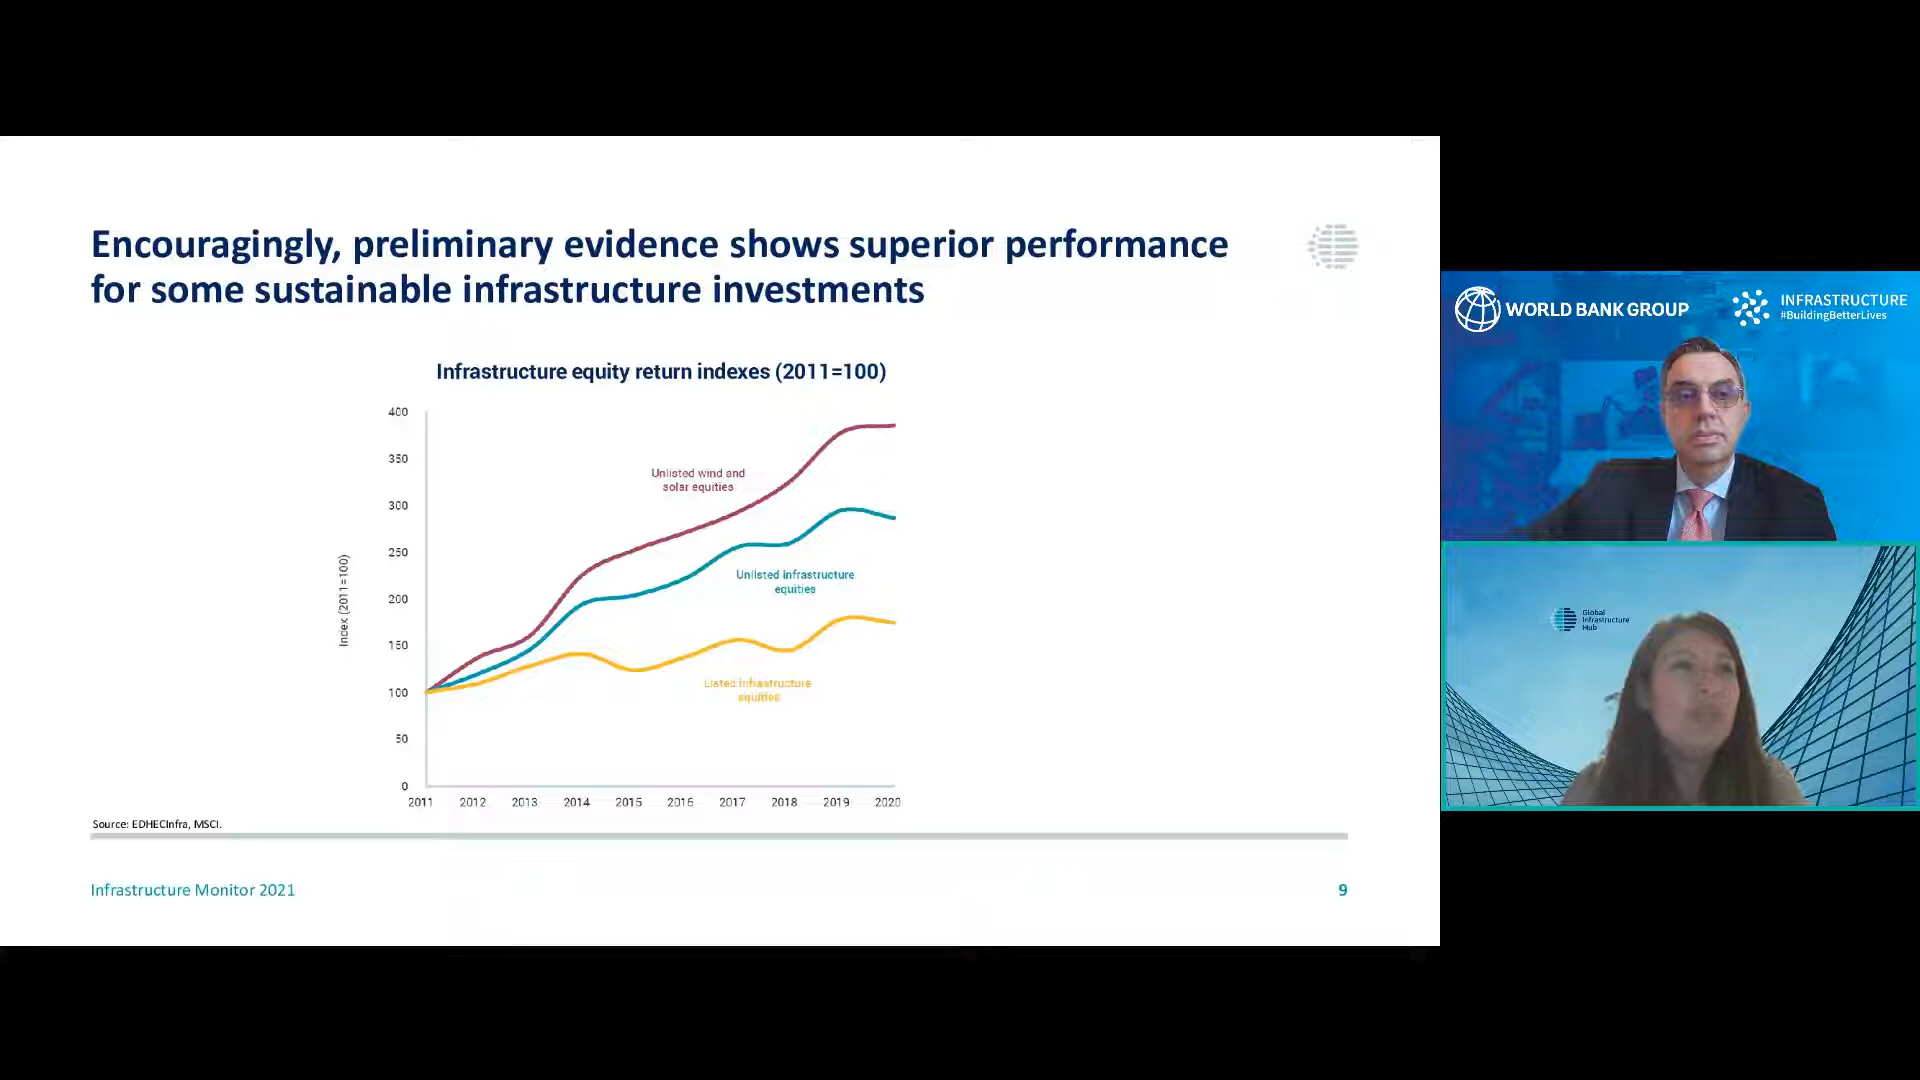 Encouragingly, preliminary evidence shows superior performance
for some sustainable infrastructure investments
Infrastructure equity return indexes (2011=100)
400
350
300
250
200
150
100
50
0
Index (2011=100)
Unlisted wind and
solar equities
Unlisted infrastructure
equities
Listed infrastructure
equities
2011 2012 2013 2014 2015 2016 2017 2018 2019 2020
Source: EDHECInfra, MSCI.
Infrastructure Monitor 2021
9
WORLD BANK GROUP
INFRASTRUCTURE
#BuildingBetterLives
Global
Infrastructure
Hub